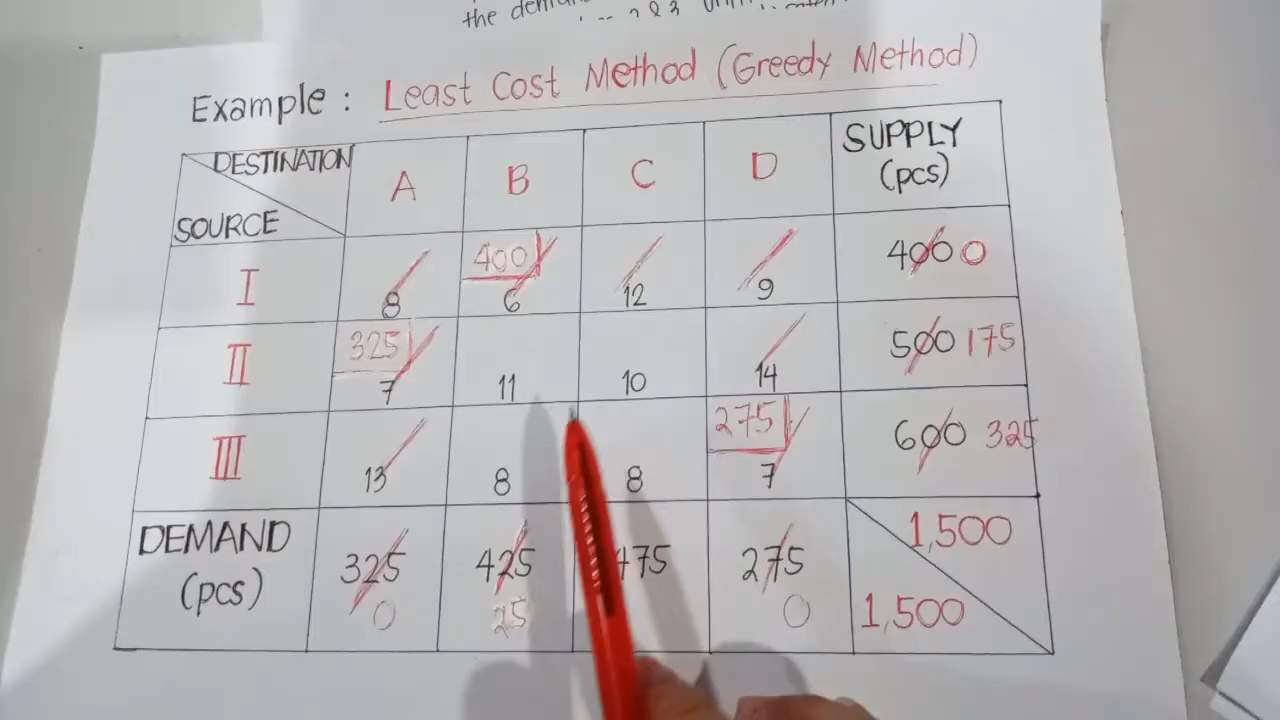 the
Example : Least Cost Method (Greedy Method)
DESTINATION
SOURCE
A B C D SUPPLY (pcs)
I 8 400 6 12 9 400 0
II 325 7 11 10 14 500 175
III 13 8 8 275 7 600 325
DEMAND (pcs) 325 0 425 25 475 275 0 1,500 1,500